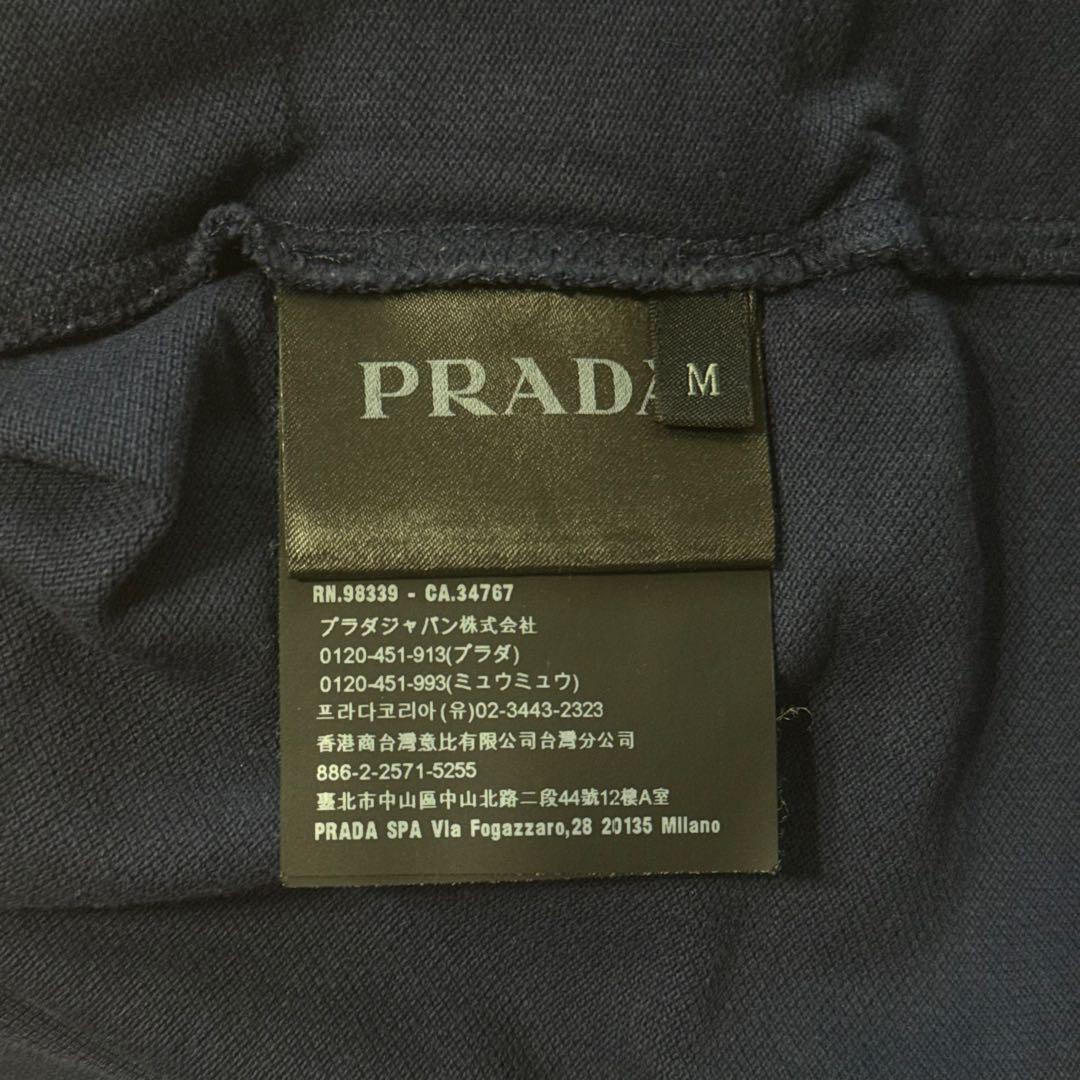 PRADA
M
RN.98339 - CA.34767
プラダジャパン株式会社
0120-451-913(プラダ)
0120-451-993(ミュウミュウ)
프라다코리아(유)02-3443-2323
香港商台灣意比有限公司台灣分公司
886-2-2571-5255
臺北市中山區中山北路二段44號12樓A室
PRADA SPA Via Fogazzaro,28 20135 Milano